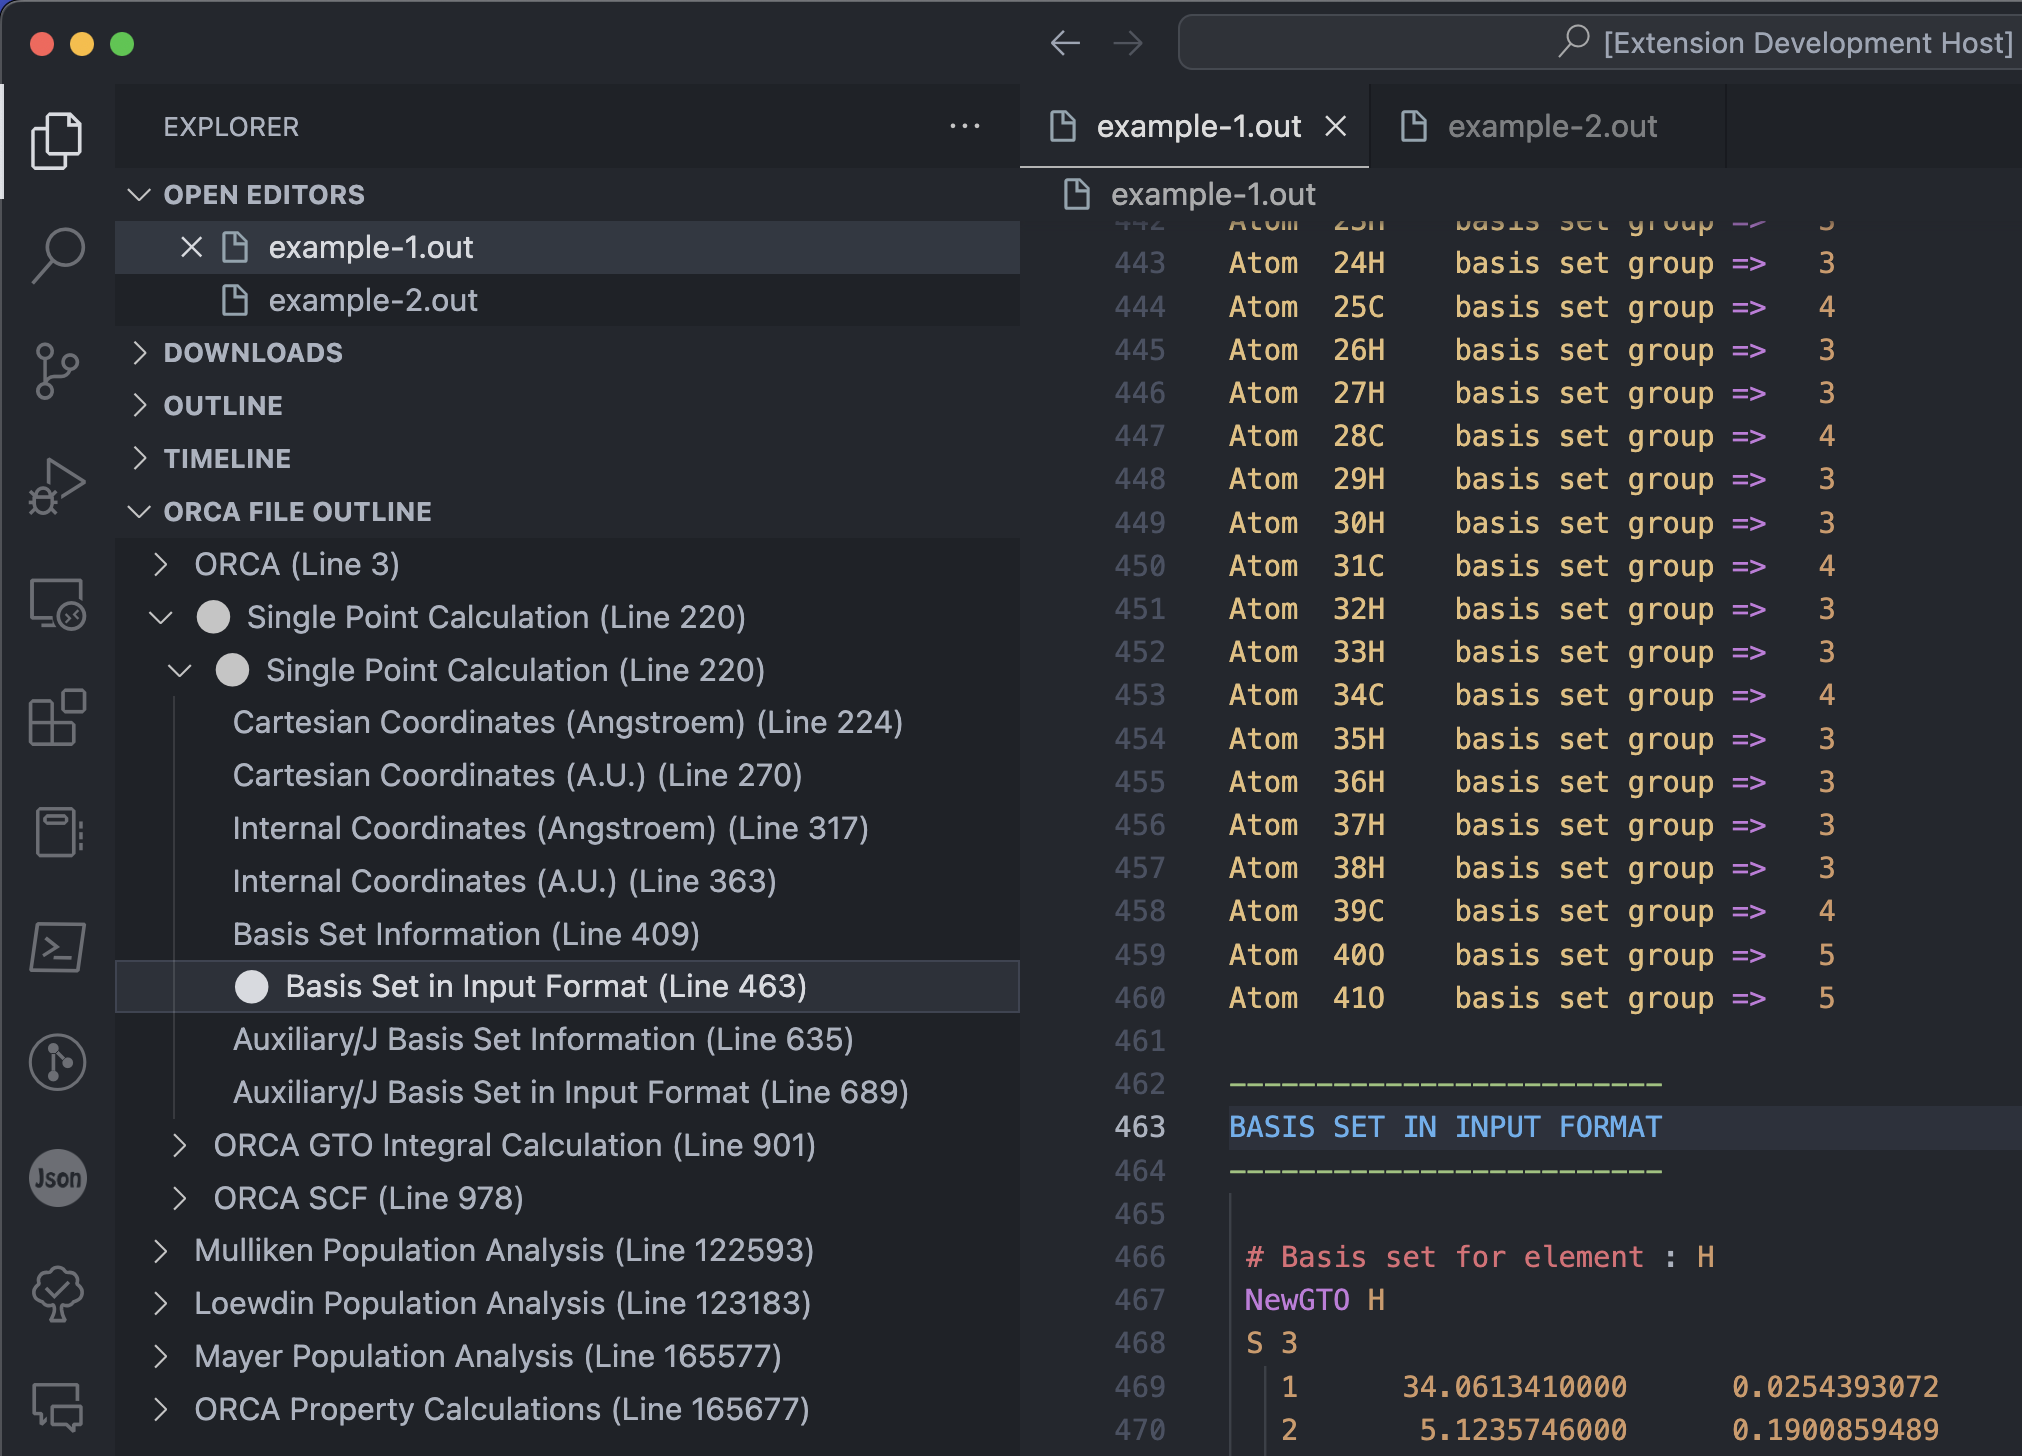 [Extension Development Host]
EXPLORER
OPEN EDITORS
example-1.out
example-2.out
DOWNLOADS
OUTLINE
TIMELINE
ORCA FILE OUTLINE
ORCA (Line 3)
Single Point Calculation (Line 220)
Single Point Calculation (Line 220)
Cartesian Coordinates (Angstroem) (Line 224)
Cartesian Coordinates (A.U.) (Line 270)
Internal Coordinates (Angstroem) (Line 317)
Internal Coordinates (A.U.) (Line 363)
Basis Set Information (Line 409)
Basis Set in Input Format (Line 463)
Auxiliary/J Basis Set Information (Line 635)
Auxiliary/J Basis Set in Input Format (Line 689)
ORCA GTO Integral Calculation (Line 901)
ORCA SCF (Line 978)
Mulliken Population Analysis (Line 122593)
Loewdin Population Analysis (Line 123183)
Mayer Population Analysis (Line 165577)
ORCA Property Calculations (Line 165677)
Json
example-1.out
example-2.out
example-1.out
442 Atom 23H basis set group => 3
443 Atom 24H basis set group => 3
444 Atom 25C basis set group => 4
445 Atom 26H basis set group => 3
446 Atom 27H basis set group => 3
447 Atom 28C basis set group => 4
448 Atom 29H basis set group => 3
449 Atom 30H basis set group => 3
450 Atom 31C basis set group => 4
451 Atom 32H basis set group => 3
452 Atom 33H basis set group => 3
453 Atom 34C basis set group => 4
454 Atom 35H basis set group => 3
455 Atom 36H basis set group => 3
456 Atom 37H basis set group => 3
457 Atom 38H basis set group => 3
458 Atom 39C basis set group => 4
459 Atom 40O basis set group => 5
460 Atom 41O basis set group => 5
461
462 -------------------------
463 BASIS SET IN INPUT FORMAT
464 -------------------------
465
466 # Basis set for element : H
467 NewGTO H
468 S 3
469 1 34.0613410000 0.0254393072
470 2 5.1235746000 0.1900859489